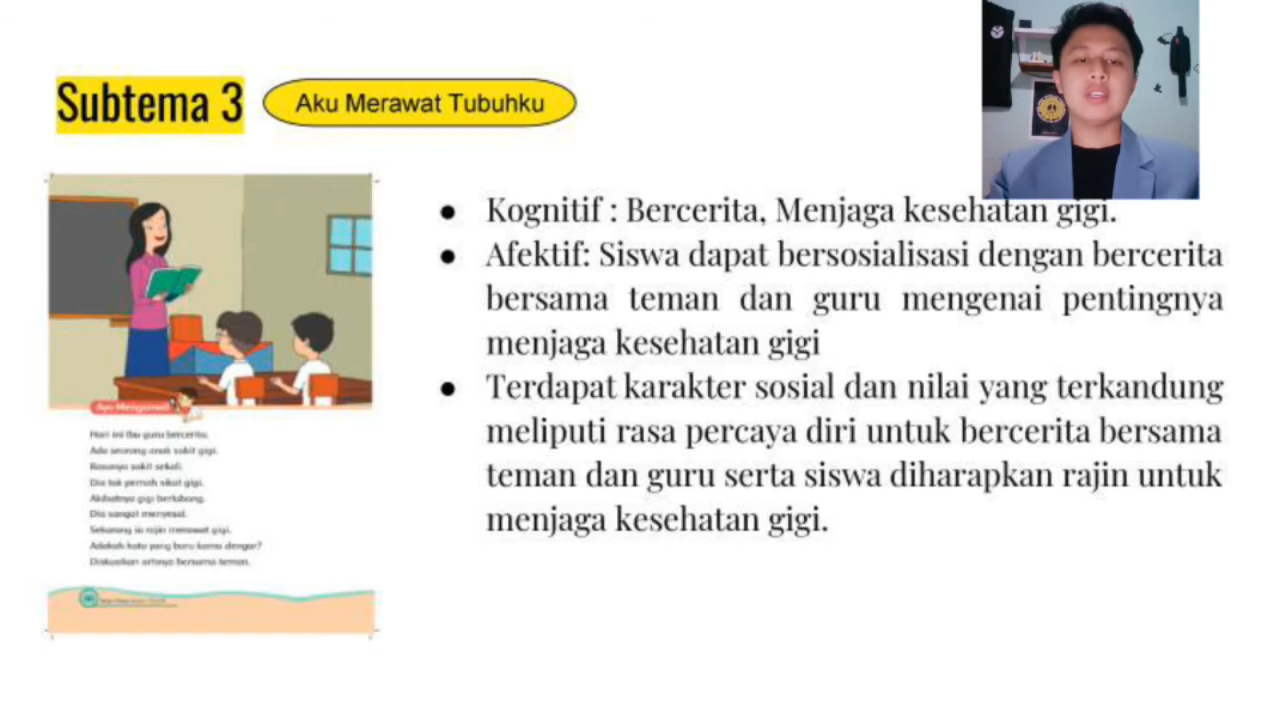 Subtema 3
Aku Merawat Tubuhku
Ayo Mengamati
Hari ini Ibu guru bercerita.
Ada seorang anak sakit gigi.
Rasanya sakit sekali.
Dia tak pernah sikat gigi.
Akibatnya gigi berlubang.
Dia sangat menyesal.
Sekarang ia rajin merawat gigi.
Adakah kata yang baru kamu dengar?
Diskusikan artinya bersama teman.
● Kognitif : Bercerita, Menjaga kesehatan gigi.
● Afektif: Siswa dapat bersosialisasi dengan bercerita
bersama teman dan guru mengenai pentingnya
menjaga kesehatan gigi
● Terdapat karakter sosial dan nilai yang terkandung
meliputi rasa percaya diri untuk bercerita bersama
teman dan guru serta siswa diharapkan rajin untuk
menjaga kesehatan gigi.